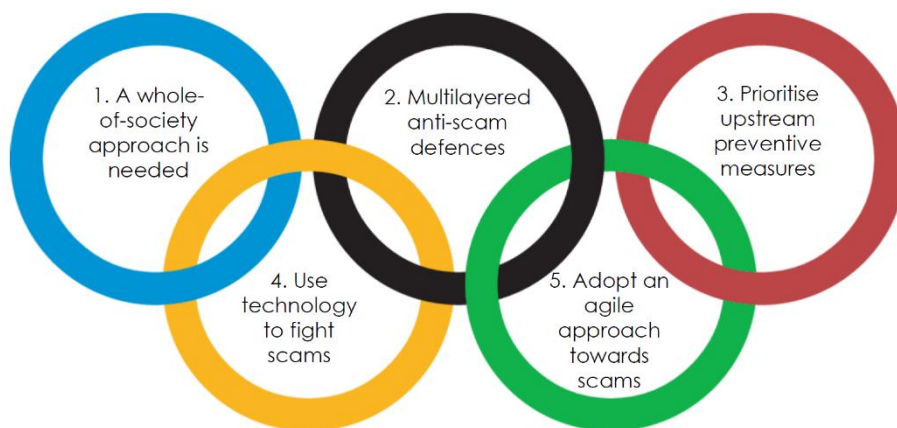 1. A whole-
of-society
approach is
needed
2. Multilayered
anti-scam
defences
3. Prioritise
upstream
preventive
measures
4. Use
technology
to fight
scams
5. Adopt an
agile
approach
towards
scams